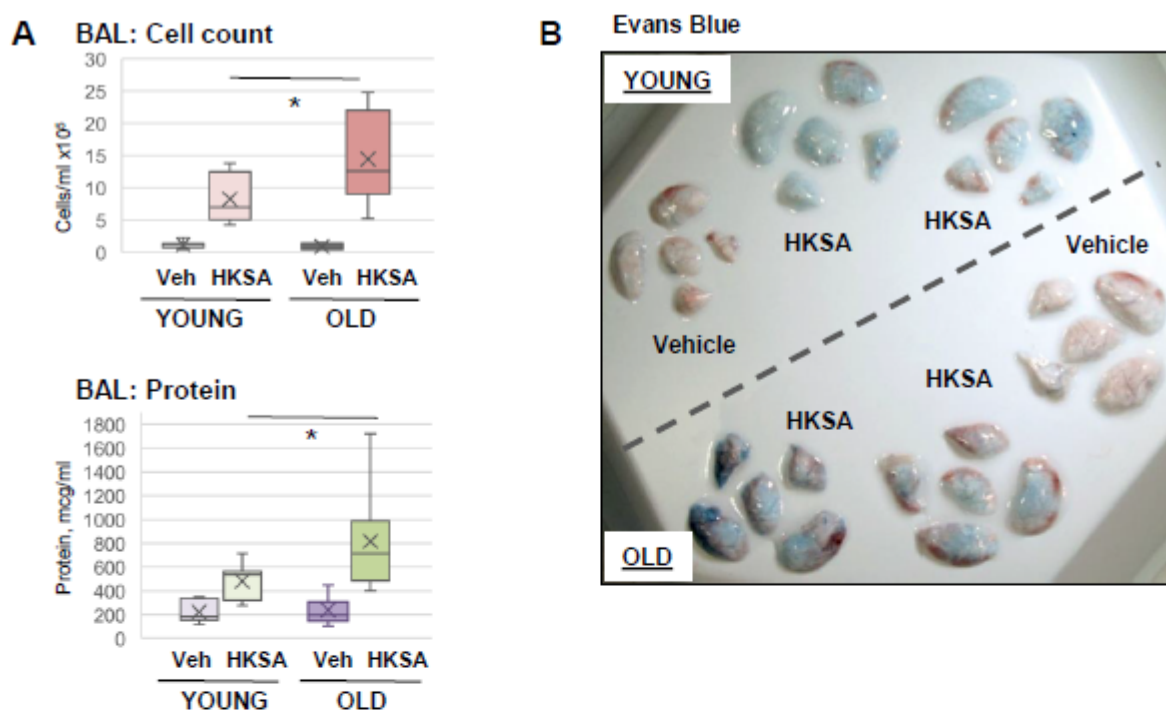 A
BAL: Cell count
30
25
20
15
10
5
0
Cells/ml x10⁵
*
Veh HKSA Veh HKSA
YOUNG OLD
BAL: Protein
1800
1600
1400
1200
1000
800
600
400
200
0
Protein, mcg/ml
*
Veh HKSA Veh HKSA
YOUNG OLD
B
Evans Blue
YOUNG
HKSA
HKSA
Vehicle
Vehicle
HKSA
HKSA
OLD